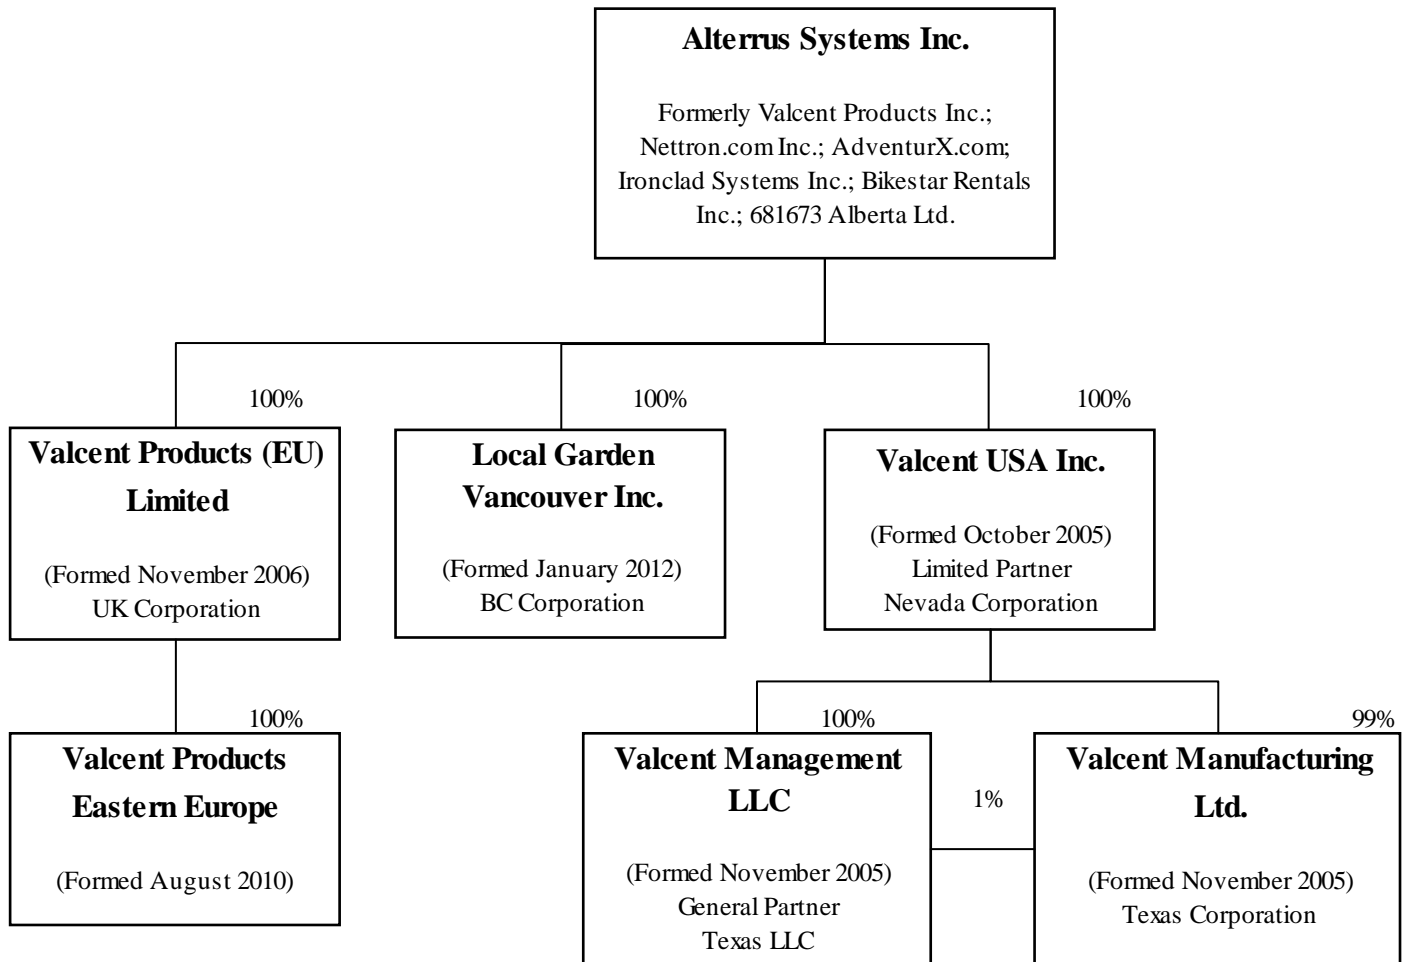 Alterrus Systems Inc.
Formerly Valcent Products Inc.;
Nettron.com Inc.; AdventurX.com;
Ironclad Systems Inc.; Bikestar Rentals
Inc.; 681673 Alberta Ltd.
100%
100%
100%
Valcent Products (EU)
Limited
(Formed November 2006)
UK Corporation
Local Garden
Vancouver Inc.
(Formed January 2012)
BC Corporation
Valcent USA Inc.
(Formed October 2005)
Limited Partner
Nevada Corporation
100%
100%
99%
Valcent Products
Eastern Europe
(Formed August 2010)
Valcent Management
LLC
(Formed November 2005)
General Partner
Texas LLC
1%
Valcent Manufacturing
Ltd.
(Formed November 2005)
Texas Corporation